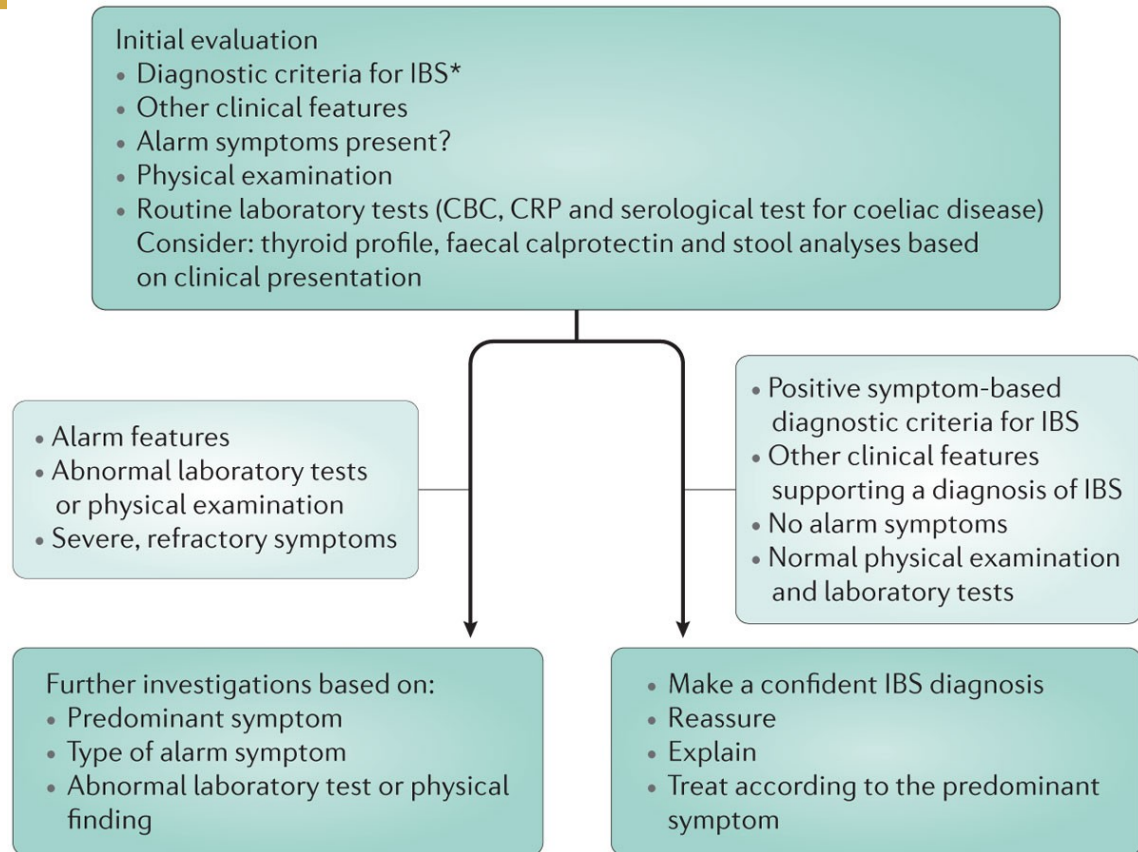 Initial evaluation
• Diagnostic criteria for IBS*
• Other clinical features
• Alarm symptoms present?
• Physical examination
• Routine laboratory tests (CBC, CRP and serological test for coeliac disease)
Consider: thyroid profile, faecal calprotectin and stool analyses based
on clinical presentation
• Alarm features
• Abnormal laboratory tests
or physical examination
• Severe, refractory symptoms
• Positive symptom-based
diagnostic criteria for IBS
• Other clinical features
supporting a diagnosis of IBS
• No alarm symptoms
• Normal physical examination
and laboratory tests
Further investigations based on:
• Predominant symptom
• Type of alarm symptom
• Abnormal laboratory test or physical
finding
• Make a confident IBS diagnosis
• Reassure
• Explain
• Treat according to the predominant
symptom